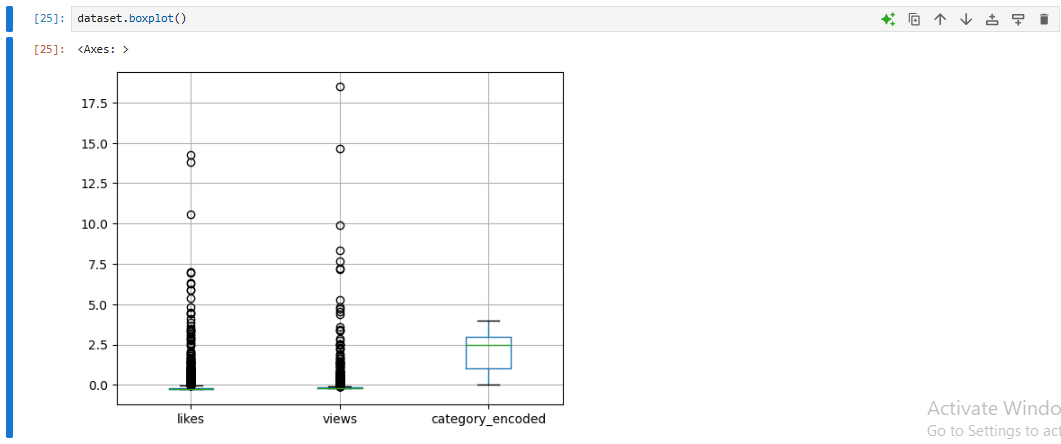 [25]: dataset.boxplot()
[25]: <Axes: >
17.5
15.0
12.5
10.0
7.5
5.0
2.5
0.0
likes views category_encoded
Activate Windo
Go to Settings to act